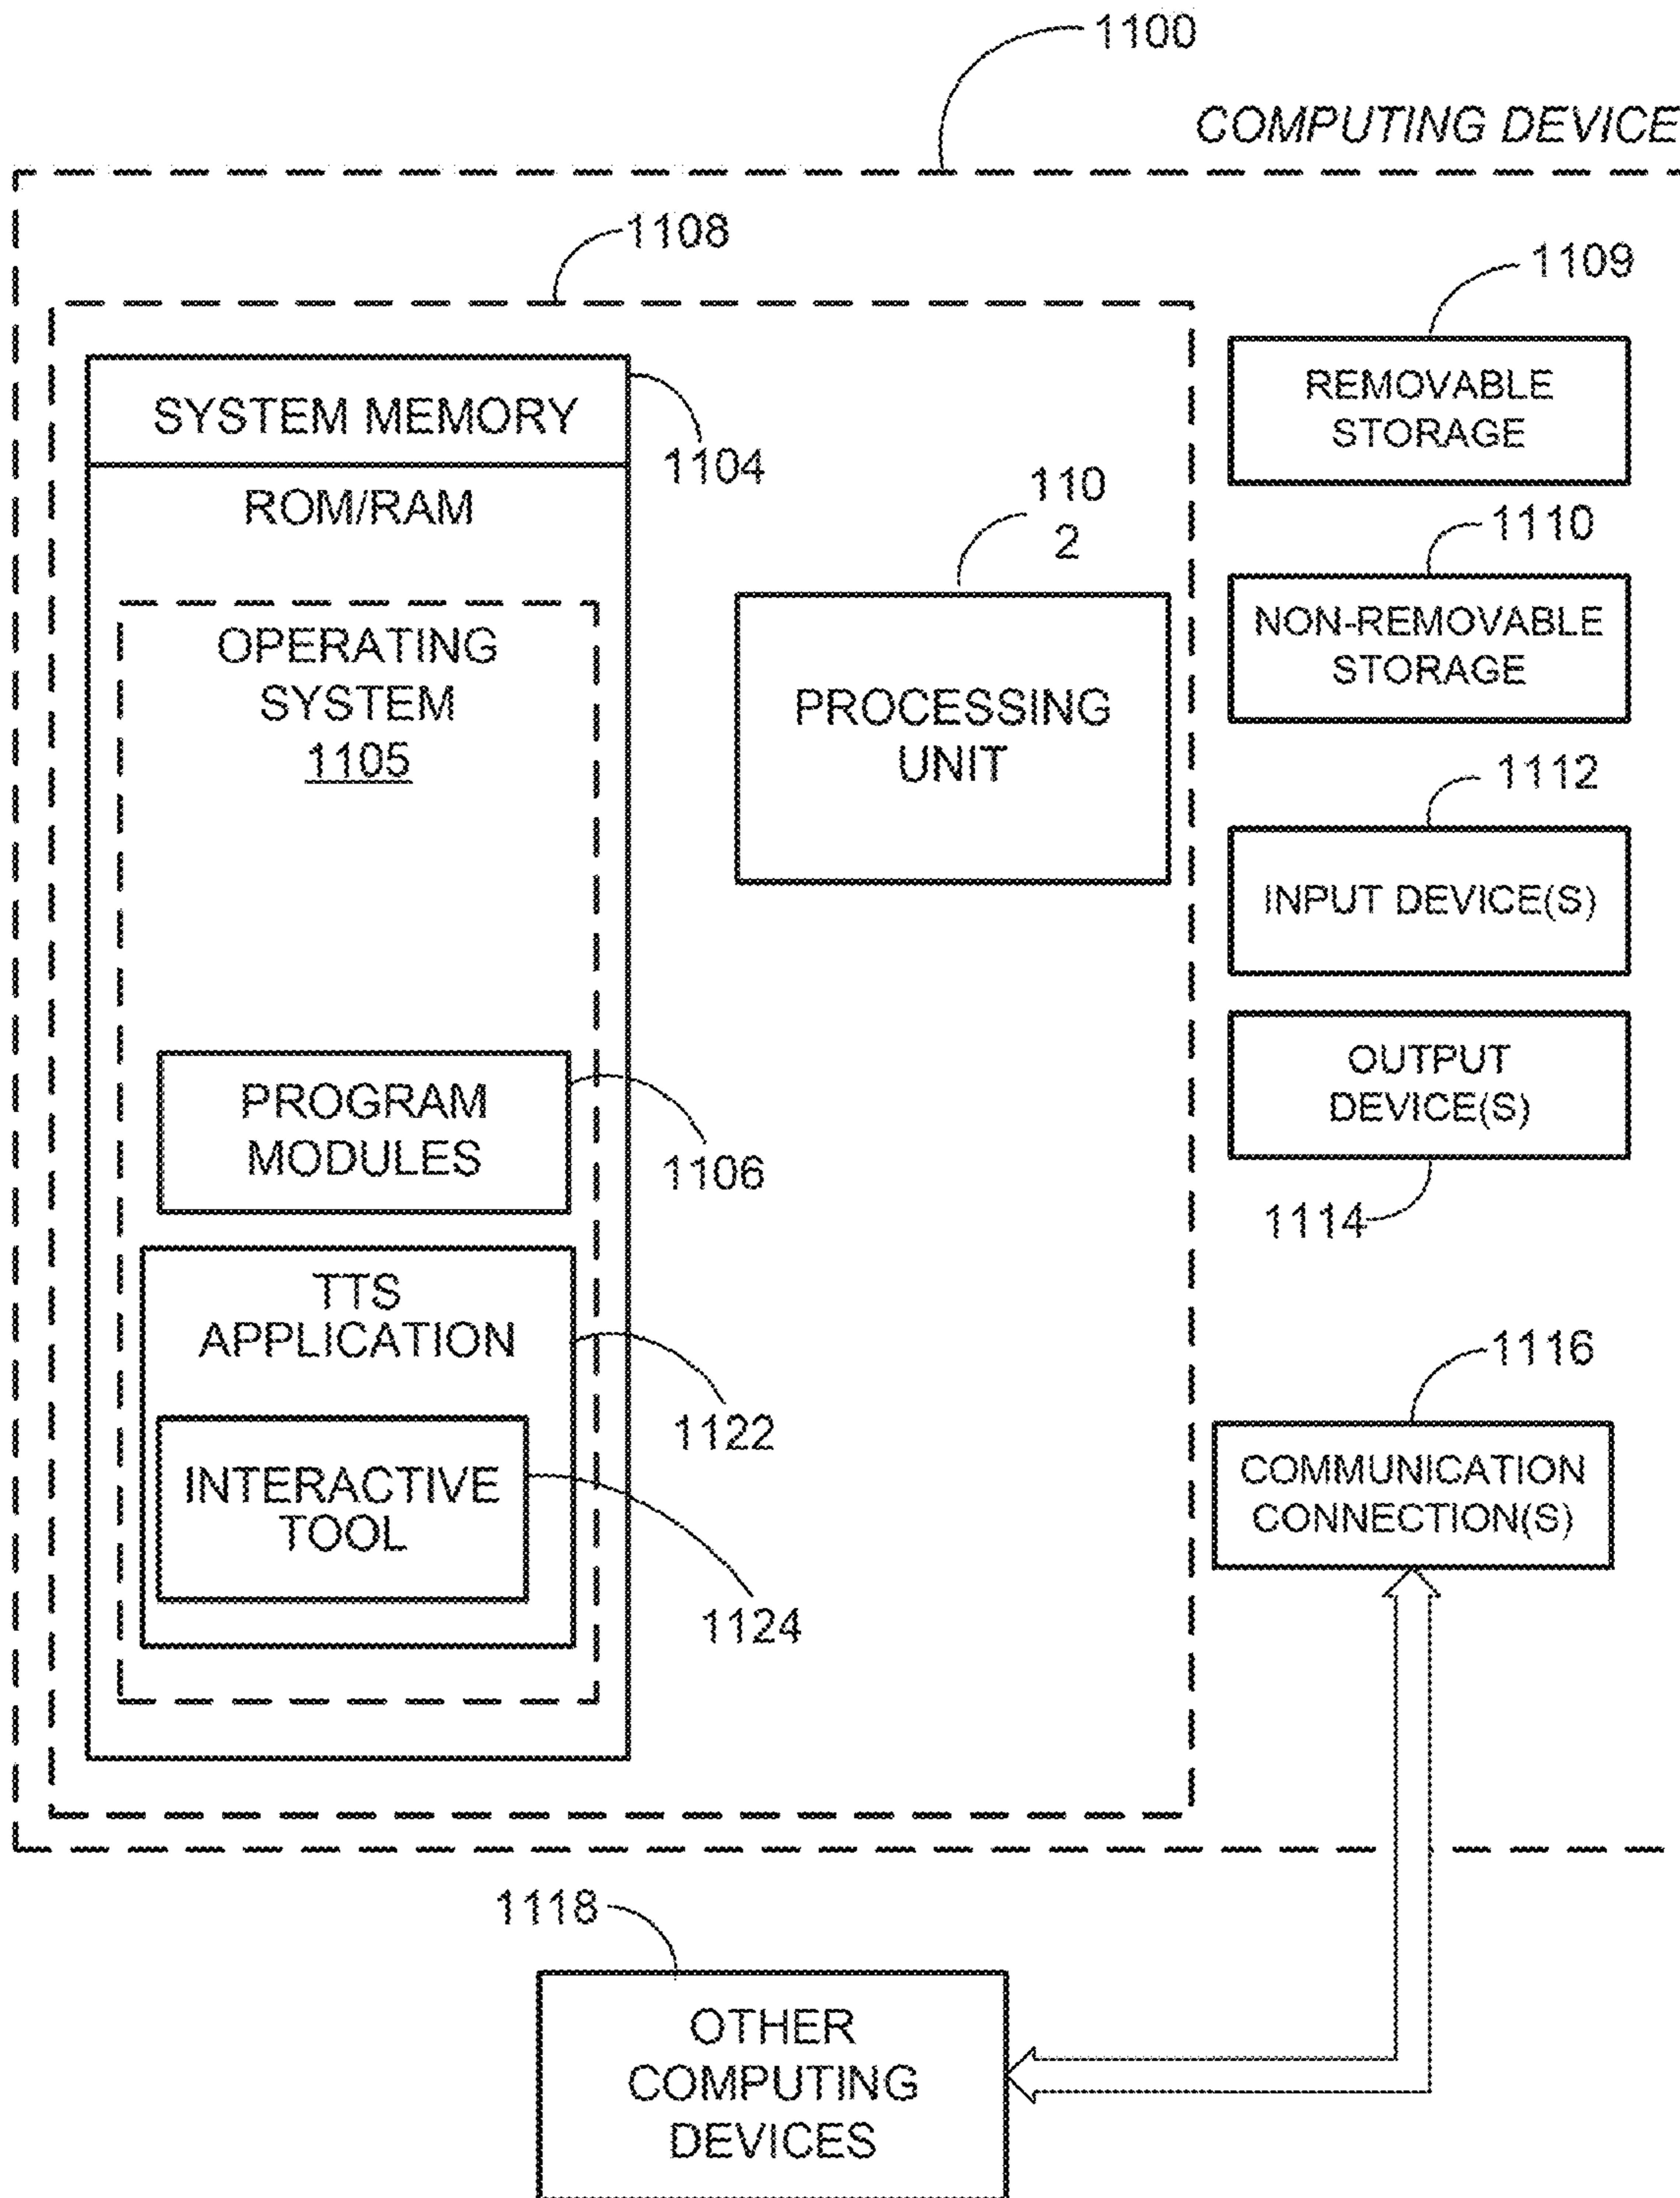 1100
COMPUTING DEVICE
1108
1109
SYSTEM MEMORY
1104
ROM/RAM
REMOVABLE
STORAGE
110
2
1110
OPERATING
SYSTEM
1105
PROCESSING
UNIT
NON-REMOVABLE
STORAGE
1112
INPUT DEVICE(S)
PROGRAM
MODULES
1106
OUTPUT
DEVICE(S)
1114
TTS
APPLICATION
1122
INTERACTIVE
TOOL
1124
1116
COMMUNICATION
CONNECTION(S)
1118
OTHER
COMPUTING
DEVICES